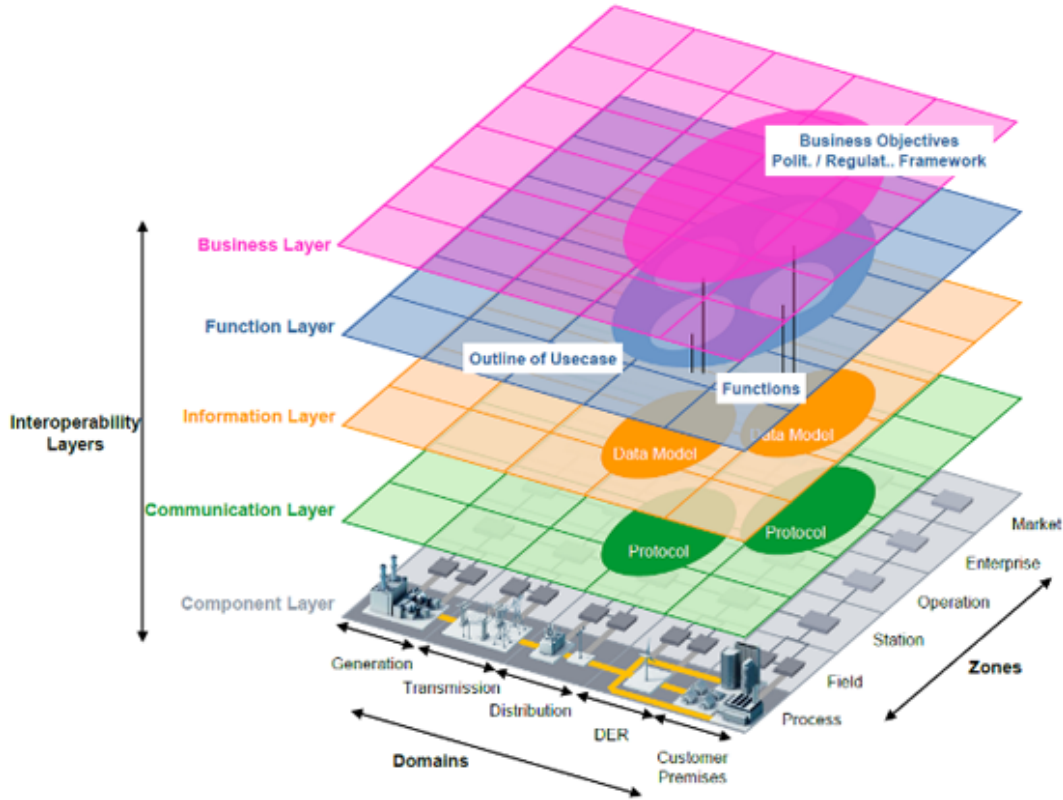 Business Objectives
Polit. / Regulat.. Framework
Business Layer
Function Layer
Outline of Usecase
Functions
Interoperability
Layers
Information Layer
Data Model
Data Model
Communication Layer
Protocol
Protocol
Component Layer
Market
Enterprise
Operation
Station
Field
Process
Zones
Generation
Transmission
Distribution
DER
Customer
Premises
Domains